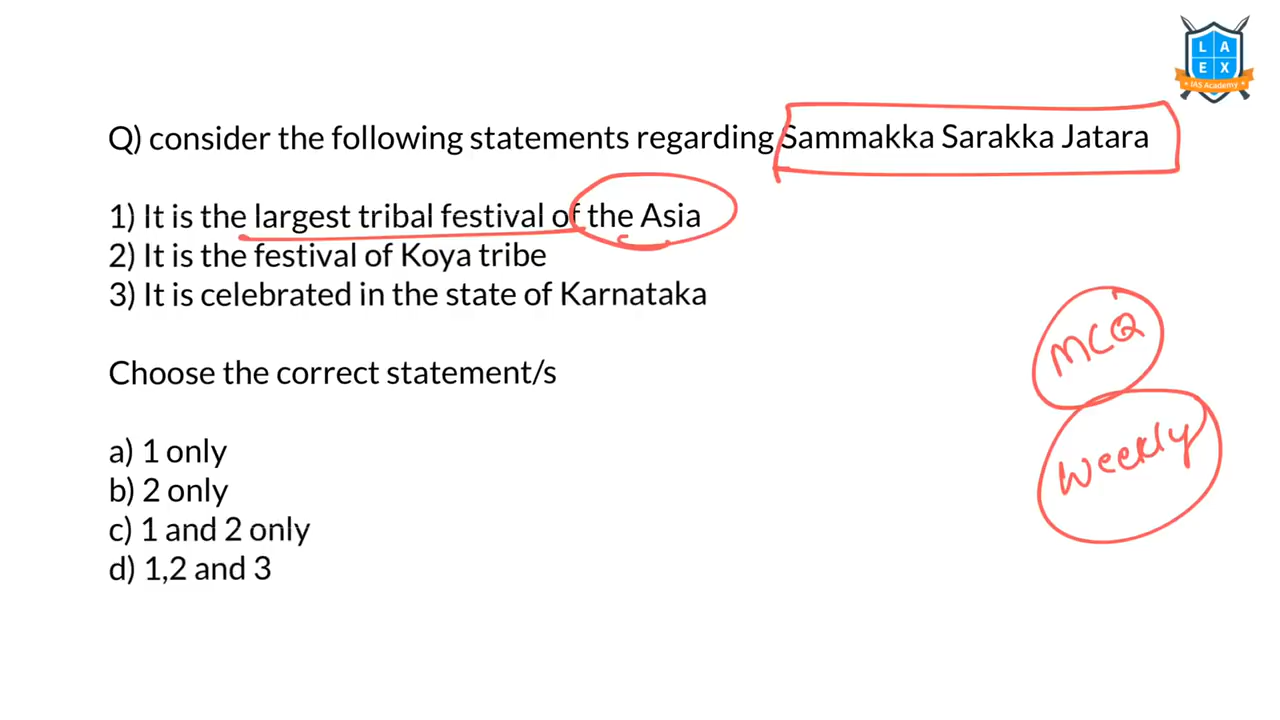 L A
E X
IAS Academy
Q) consider the following statements regarding Sammakka Sarakka Jatara
1) It is the largest tribal festival of the Asia
2) It is the festival of Koya tribe
3) It is celebrated in the state of Karnataka
MCQ
Choose the correct statement/s
Weekly
a) 1 only
b) 2 only
c) 1 and 2 only
d) 1,2 and 3